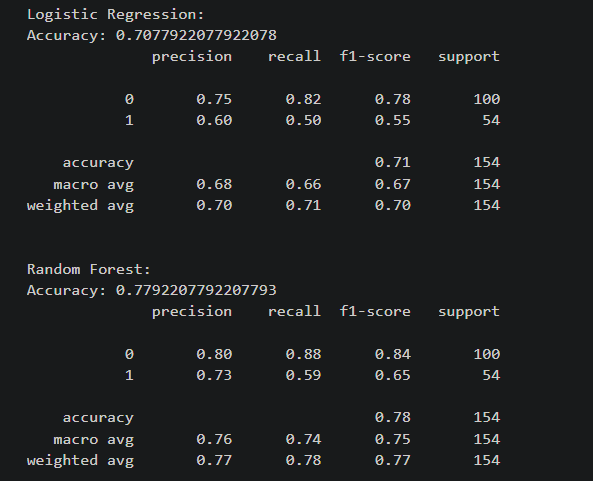 Logistic Regression:
Accuracy: 0.7077922077922078
precision recall f1-score support
0 0.75 0.82 0.78 100
1 0.60 0.50 0.55 54
accuracy 0.71 154
macro avg 0.68 0.66 0.67 154
weighted avg 0.70 0.71 0.70 154
Random Forest:
Accuracy: 0.7792207792207793
precision recall f1-score support
0 0.80 0.88 0.84 100
1 0.73 0.59 0.65 54
accuracy 0.78 154
macro avg 0.76 0.74 0.75 154
weighted avg 0.77 0.78 0.77 154